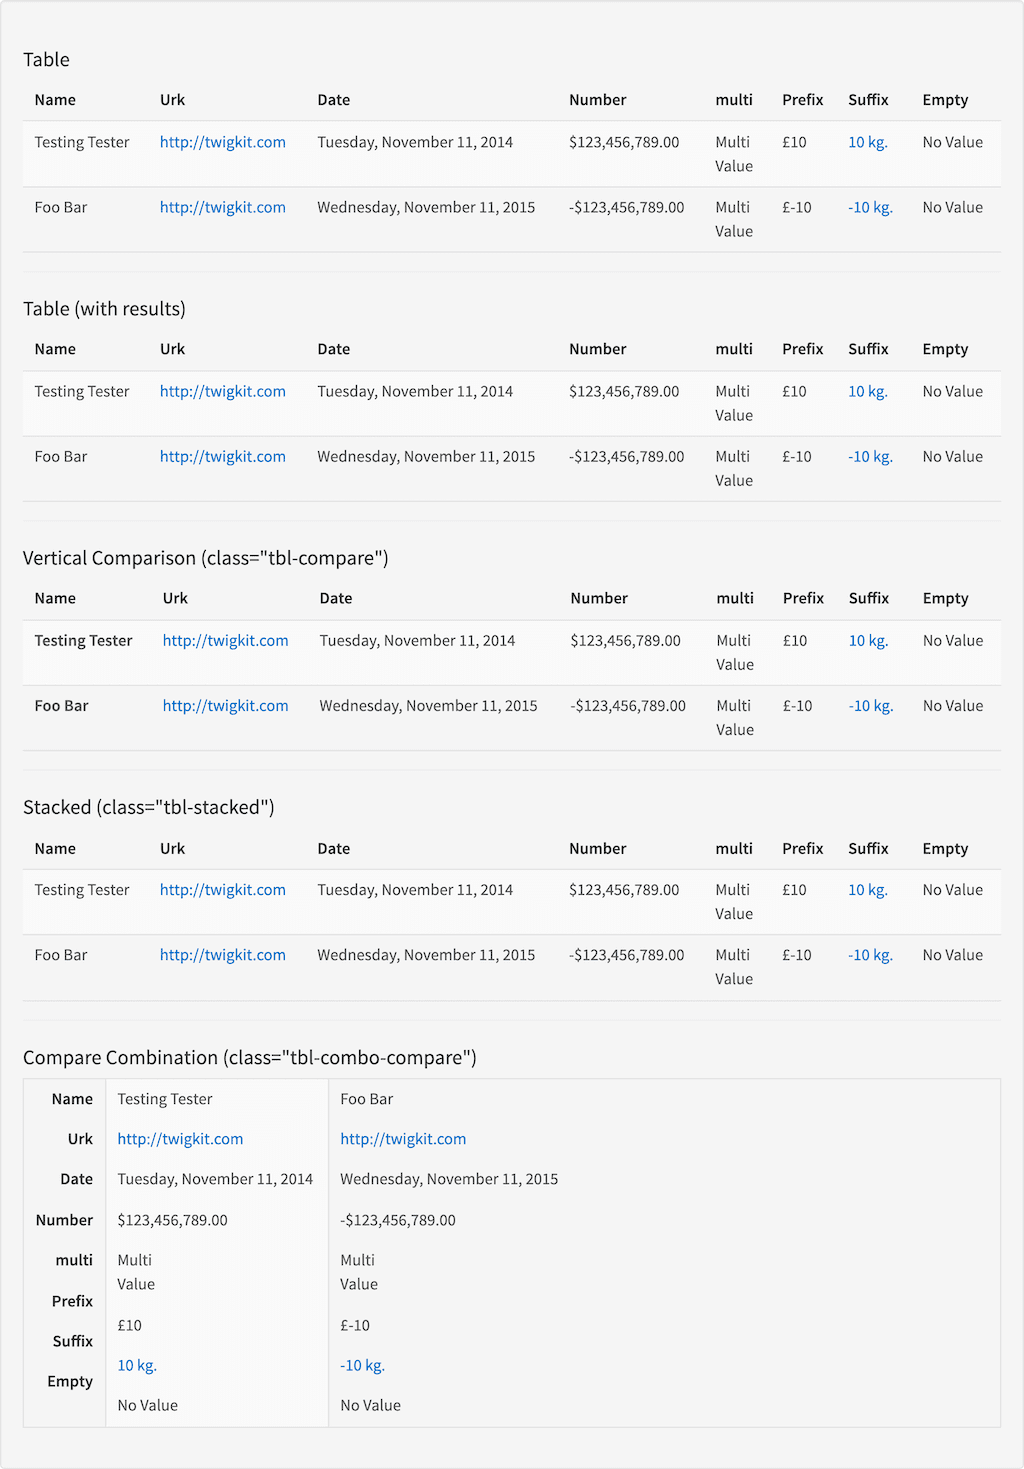 Table
Name Urk Date Number multi Prefix Suffix Empty
Testing Tester http://twigkit.com Tuesday, November 11, 2014 $123,456,789.00 Multi £10 10 kg. No Value
Value
Foo Bar http://twigkit.com Wednesday, November 11, 2015 -$123,456,789.00 Multi £-10 -10 kg. No Value
Value
Table (with results)
Name Urk Date Number multi Prefix Suffix Empty
Testing Tester http://twigkit.com Tuesday, November 11, 2014 $123,456,789.00 Multi £10 10 kg. No Value
Value
Foo Bar http://twigkit.com Wednesday, November 11, 2015 -$123,456,789.00 Multi £-10 -10 kg. No Value
Value
Vertical Comparison (class="tbl-compare")
Name Urk Date Number multi Prefix Suffix Empty
Testing Tester http://twigkit.com Tuesday, November 11, 2014 $123,456,789.00 Multi £10 10 kg. No Value
Value
Foo Bar http://twigkit.com Wednesday, November 11, 2015 -$123,456,789.00 Multi £-10 -10 kg. No Value
Value
Stacked (class="tbl-stacked")
Name Urk Date Number multi Prefix Suffix Empty
Testing Tester http://twigkit.com Tuesday, November 11, 2014 $123,456,789.00 Multi £10 10 kg. No Value
Value
Foo Bar http://twigkit.com Wednesday, November 11, 2015 -$123,456,789.00 Multi £-10 -10 kg. No Value
Value
Compare Combination (class="tbl-combo-compare")
Name Testing Tester Foo Bar
Urk http://twigkit.com http://twigkit.com
Date Tuesday, November 11, 2014 Wednesday, November 11, 2015
Number $123,456,789.00 -$123,456,789.00
multi Multi Multi
Value Value
Prefix
£10 £-10
Suffix
10 kg. -10 kg.
Empty
No Value No Value